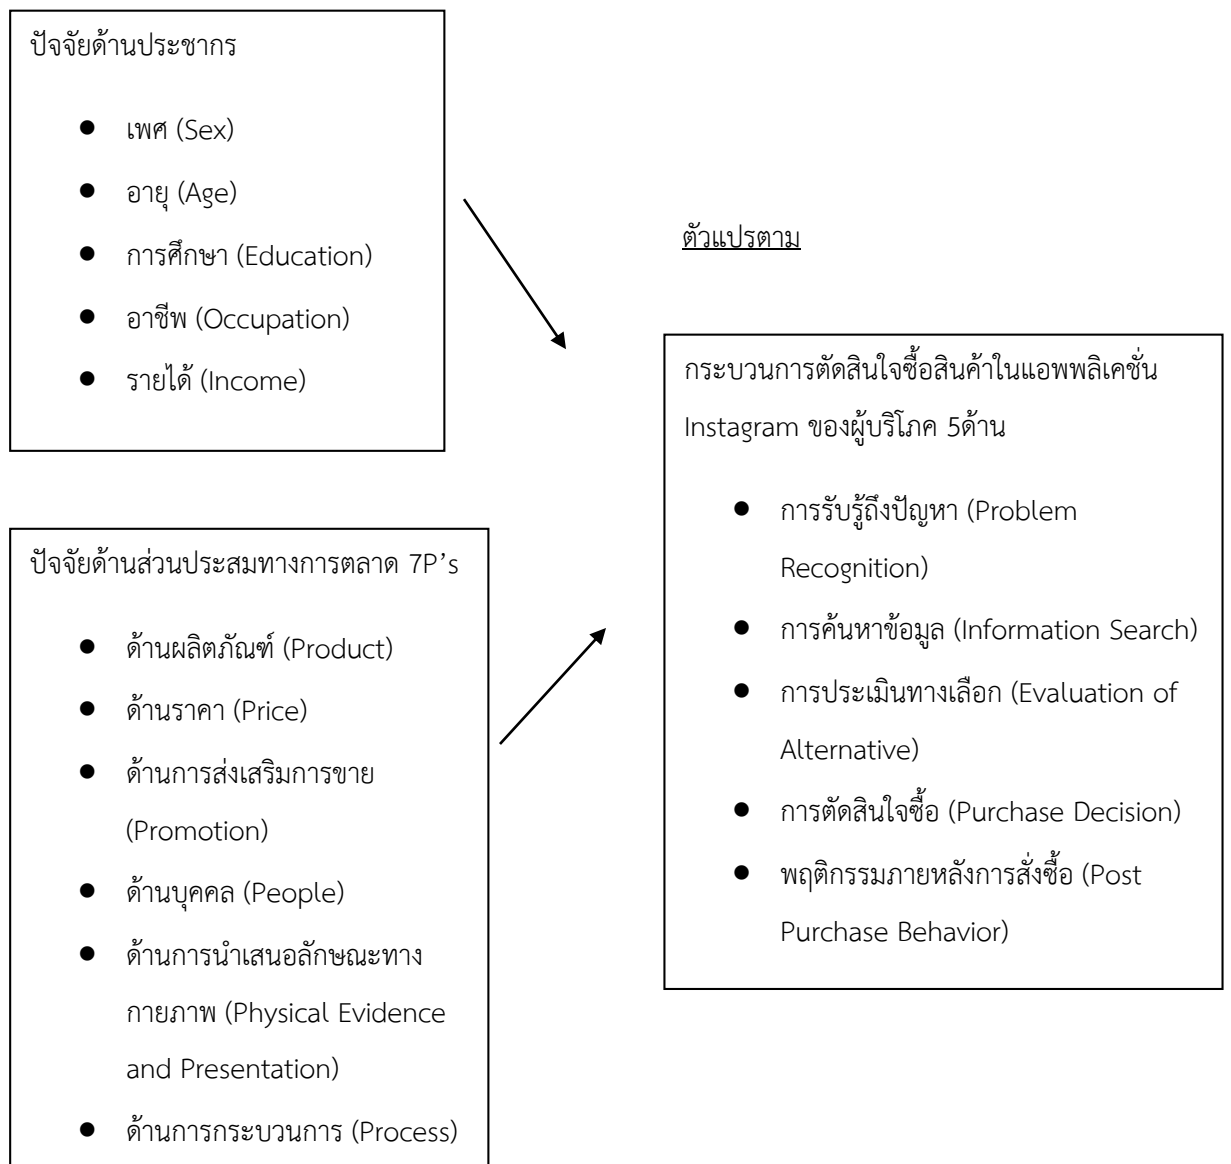 ปัจจัยด้านประชากร
● เพศ (Sex)
● อายุ (Age)
● การศึกษา (Education)
● อาชีพ (Occupation)
● รายได้ (Income)
ปัจจัยด้านส่วนประสมทางการตลาด 7P’s
● ด้านผลิตภัณฑ์ (Product)
● ด้านราคา (Price)
● ด้านการส่งเสริมการขาย
(Promotion)
● ด้านบุคคล (People)
● ด้านการนำเสนอลักษณะทาง
กายภาพ (Physical Evidence
and Presentation)
● ด้านการกระบวนการ (Process)
ตัวแปรตาม
กระบวนการตัดสินใจซื้อสินค้าในแอพพลิเคชั่น
Instagram ของผู้บริโภค 5ด้าน
● การรับรู้ถึงปัญหา (Problem
Recognition)
● การค้นหาข้อมูล (Information Search)
● การประเมินทางเลือก (Evaluation of
Alternative)
● การตัดสินใจซื้อ (Purchase Decision)
● พฤติกรรมภายหลังการสั่งซื้อ (Post
Purchase Behavior)